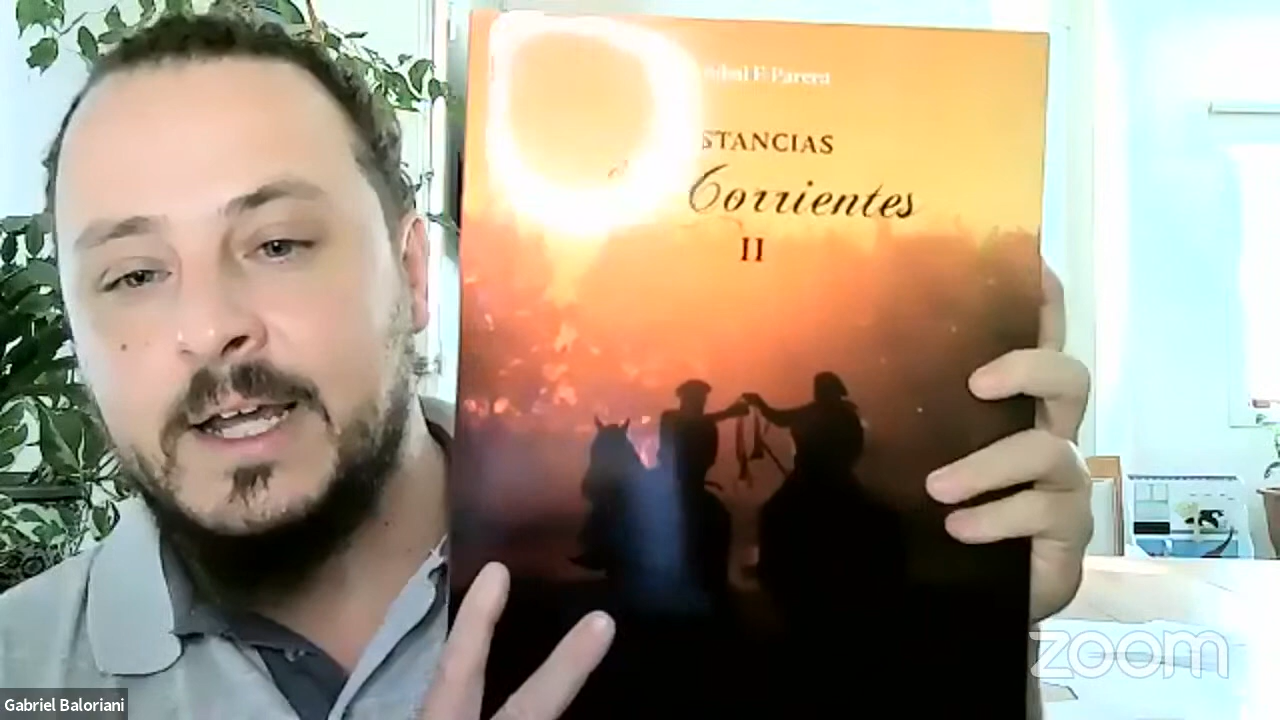 F. Parera
STANCIAS
Corrientes
II
zoom
Gabriel Baloriani